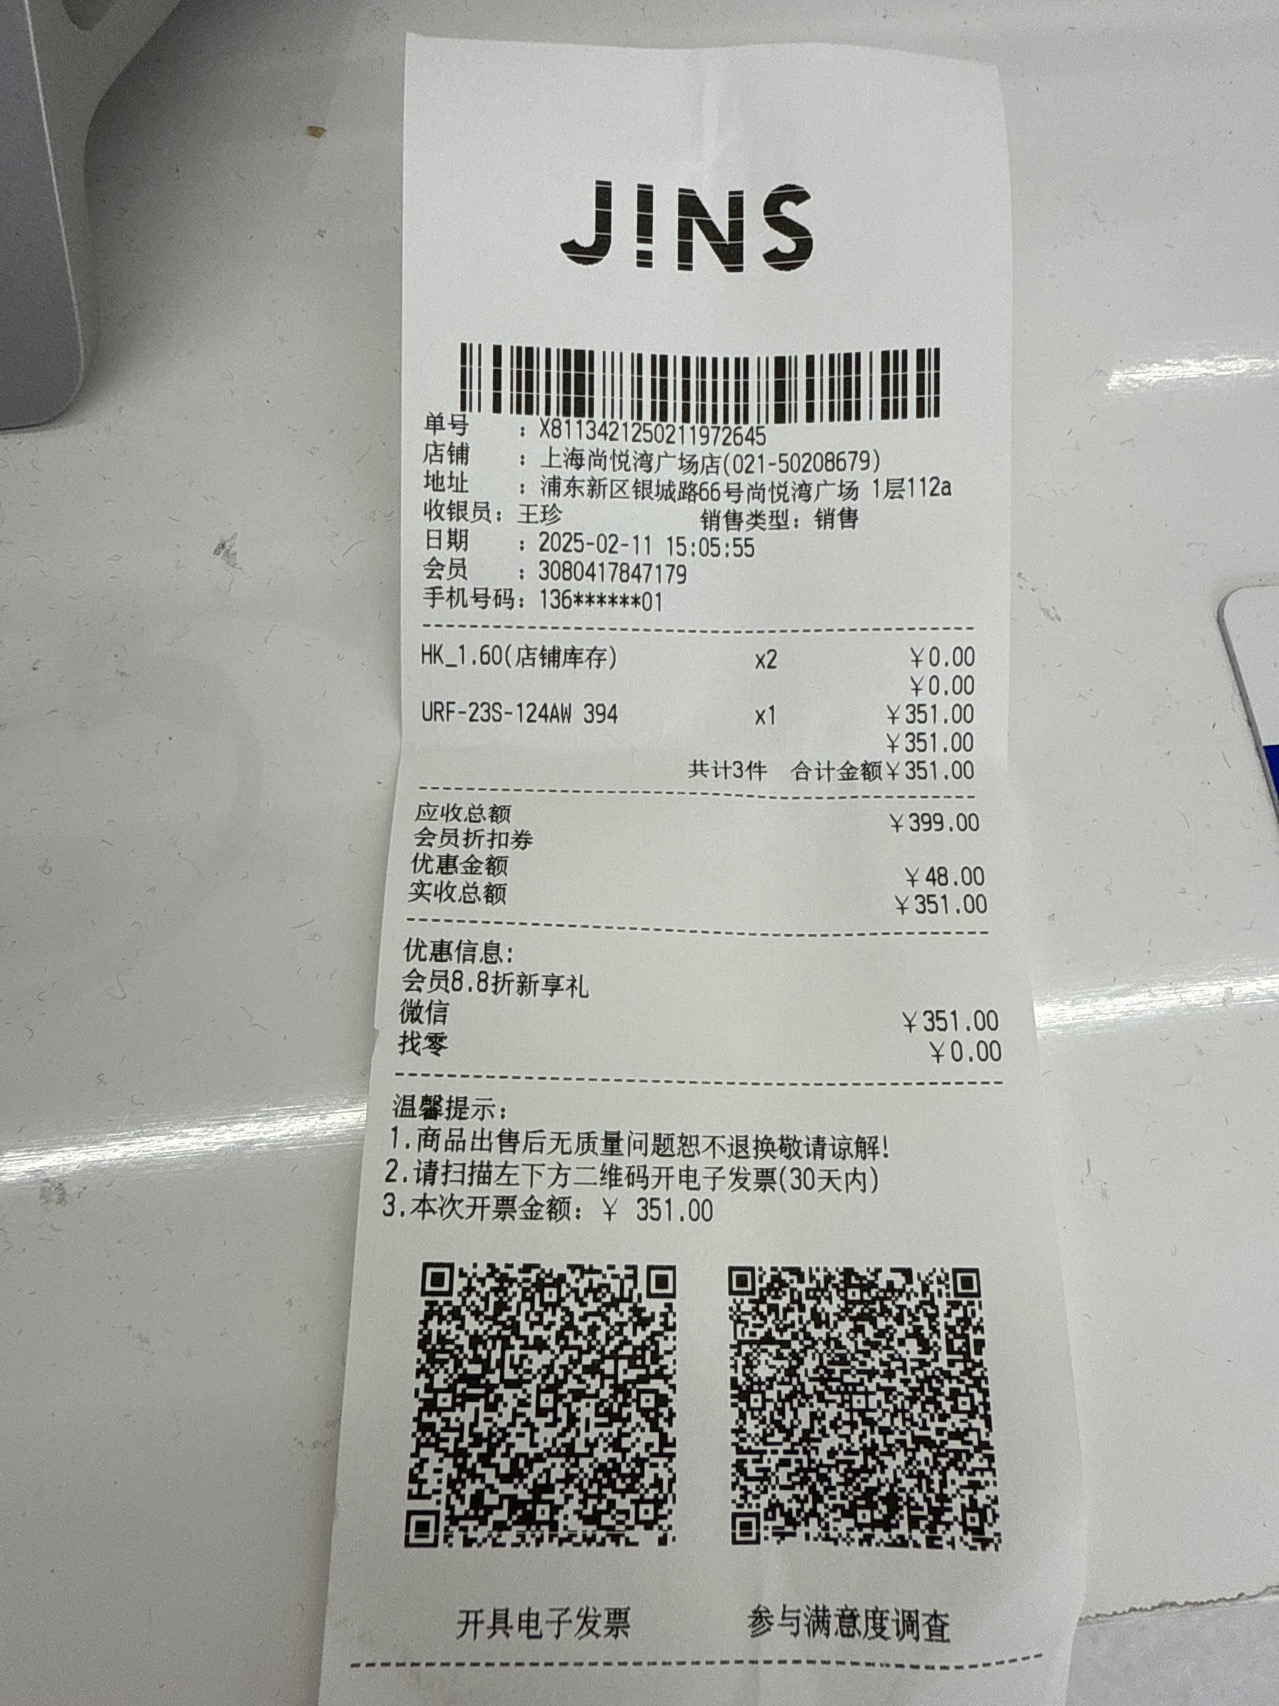 JINS
单号 : X8113421250211972645
店铺 : 上海尚悦湾广场店(021-50208679)
地址 : 浦东新区银城路66号尚悦湾广场 1层112a
收银员: 王珍 销售类型: 销售
日期 : 2025-02-11 15:05:55
会员 : 3080417847179
手机号码: 136******01
HK_1.60(店铺库存) x2 ￥0.00
￥0.00
URF-23S-124AW 394 x1 ￥351.00
￥351.00
共计3件 合计金额￥351.00
应收总额 ￥399.00
会员折扣券
优惠金额 ￥48.00
实收总额 ￥351.00
优惠信息:
会员8.8折新享礼
微信 ￥351.00
找零 ￥0.00
温馨提示:
1.商品出售后无质量问题恕不退换敬请谅解!
2.请扫描左下方二维码开电子发票(30天内)
3.本次开票金额: ￥ 351.00
开具电子发票 参与满意度调查